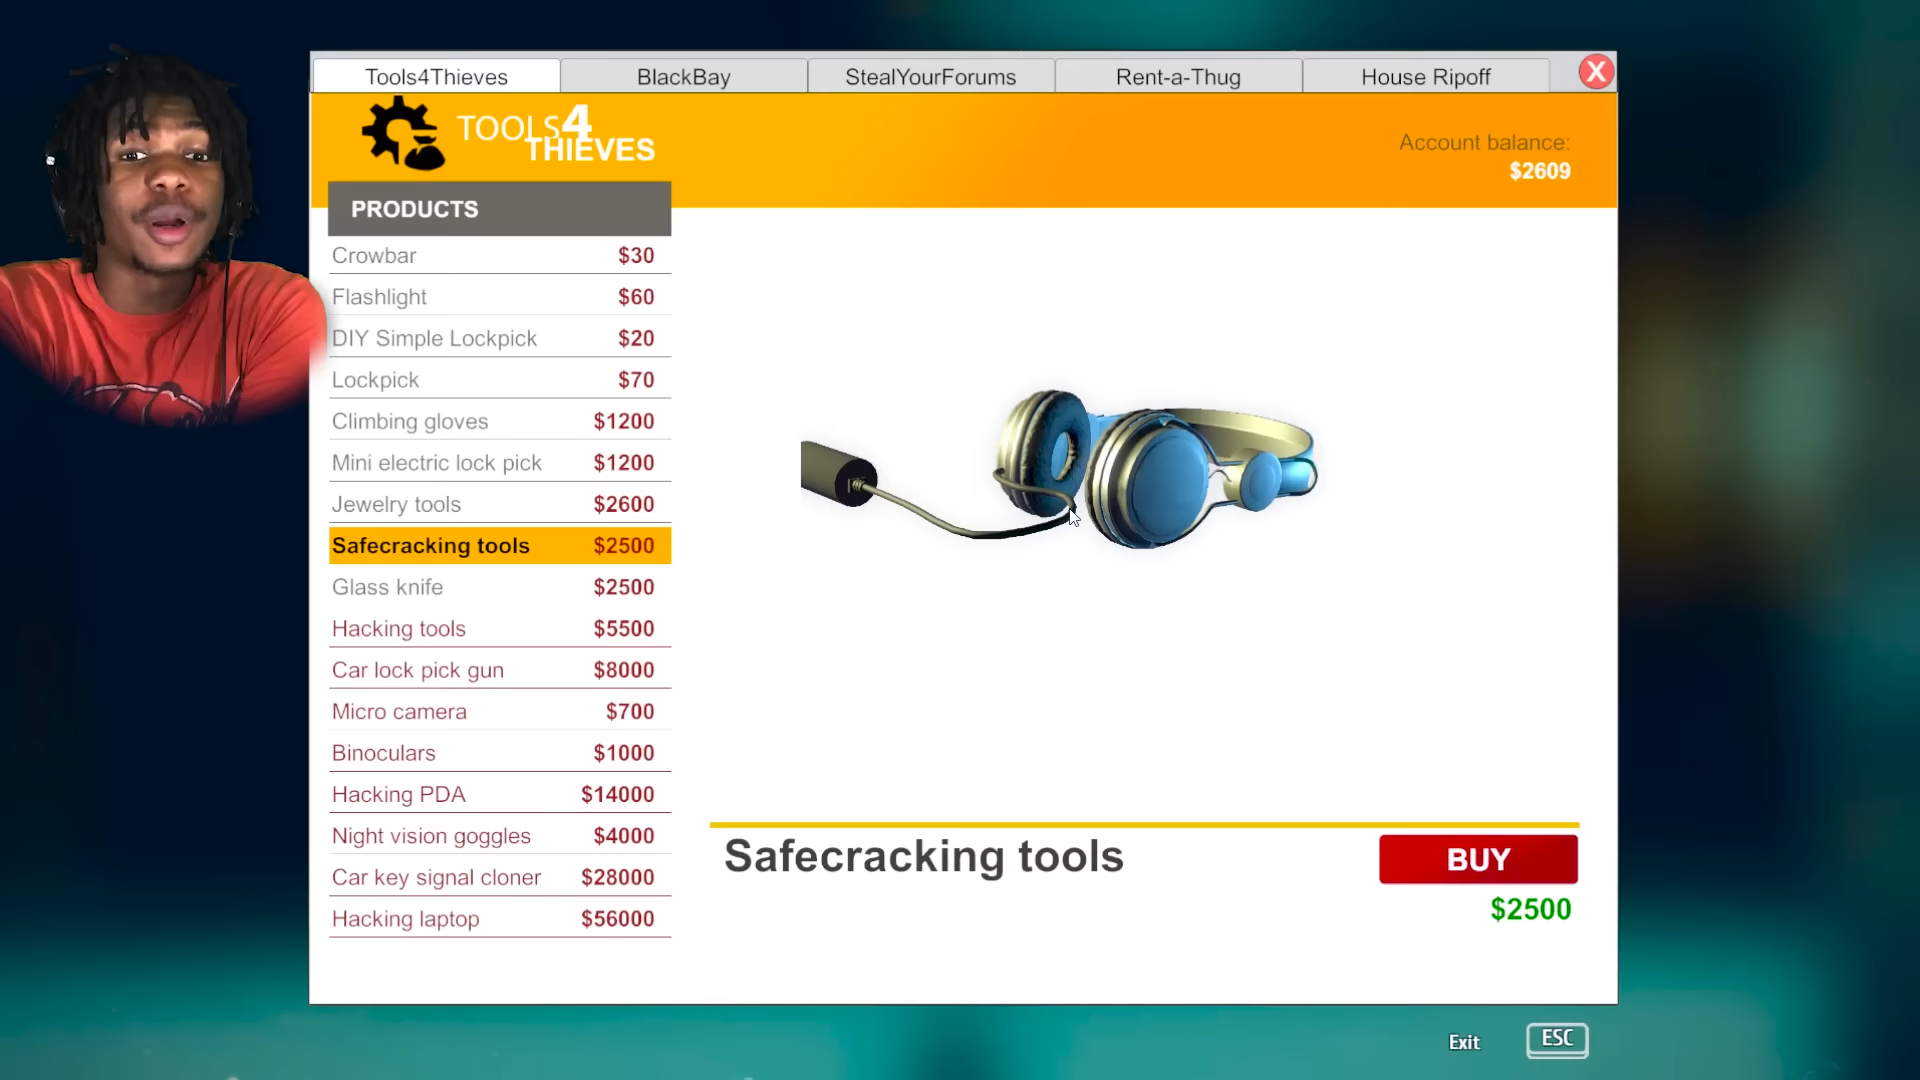 Tools4Thieves BlackBay StealYourForums Rent-a-Thug House Ripoff X
TOOLS4
THIEVES
Account balance:
$2609
PRODUCTS
Crowbar $30
Flashlight $60
DIY Simple Lockpick $20
Lockpick $70
Climbing gloves $1200
Mini electric lock pick $1200
Jewelry tools $2600
Safecracking tools $2500
Glass knife $2500
Hacking tools $5500
Car lock pick gun $8000
Micro camera $700
Binoculars $1000
Hacking PDA $14000
Night vision goggles $4000
Car key signal cloner $28000
Hacking laptop $56000
Safecracking tools BUY
$2500
Exit ESC